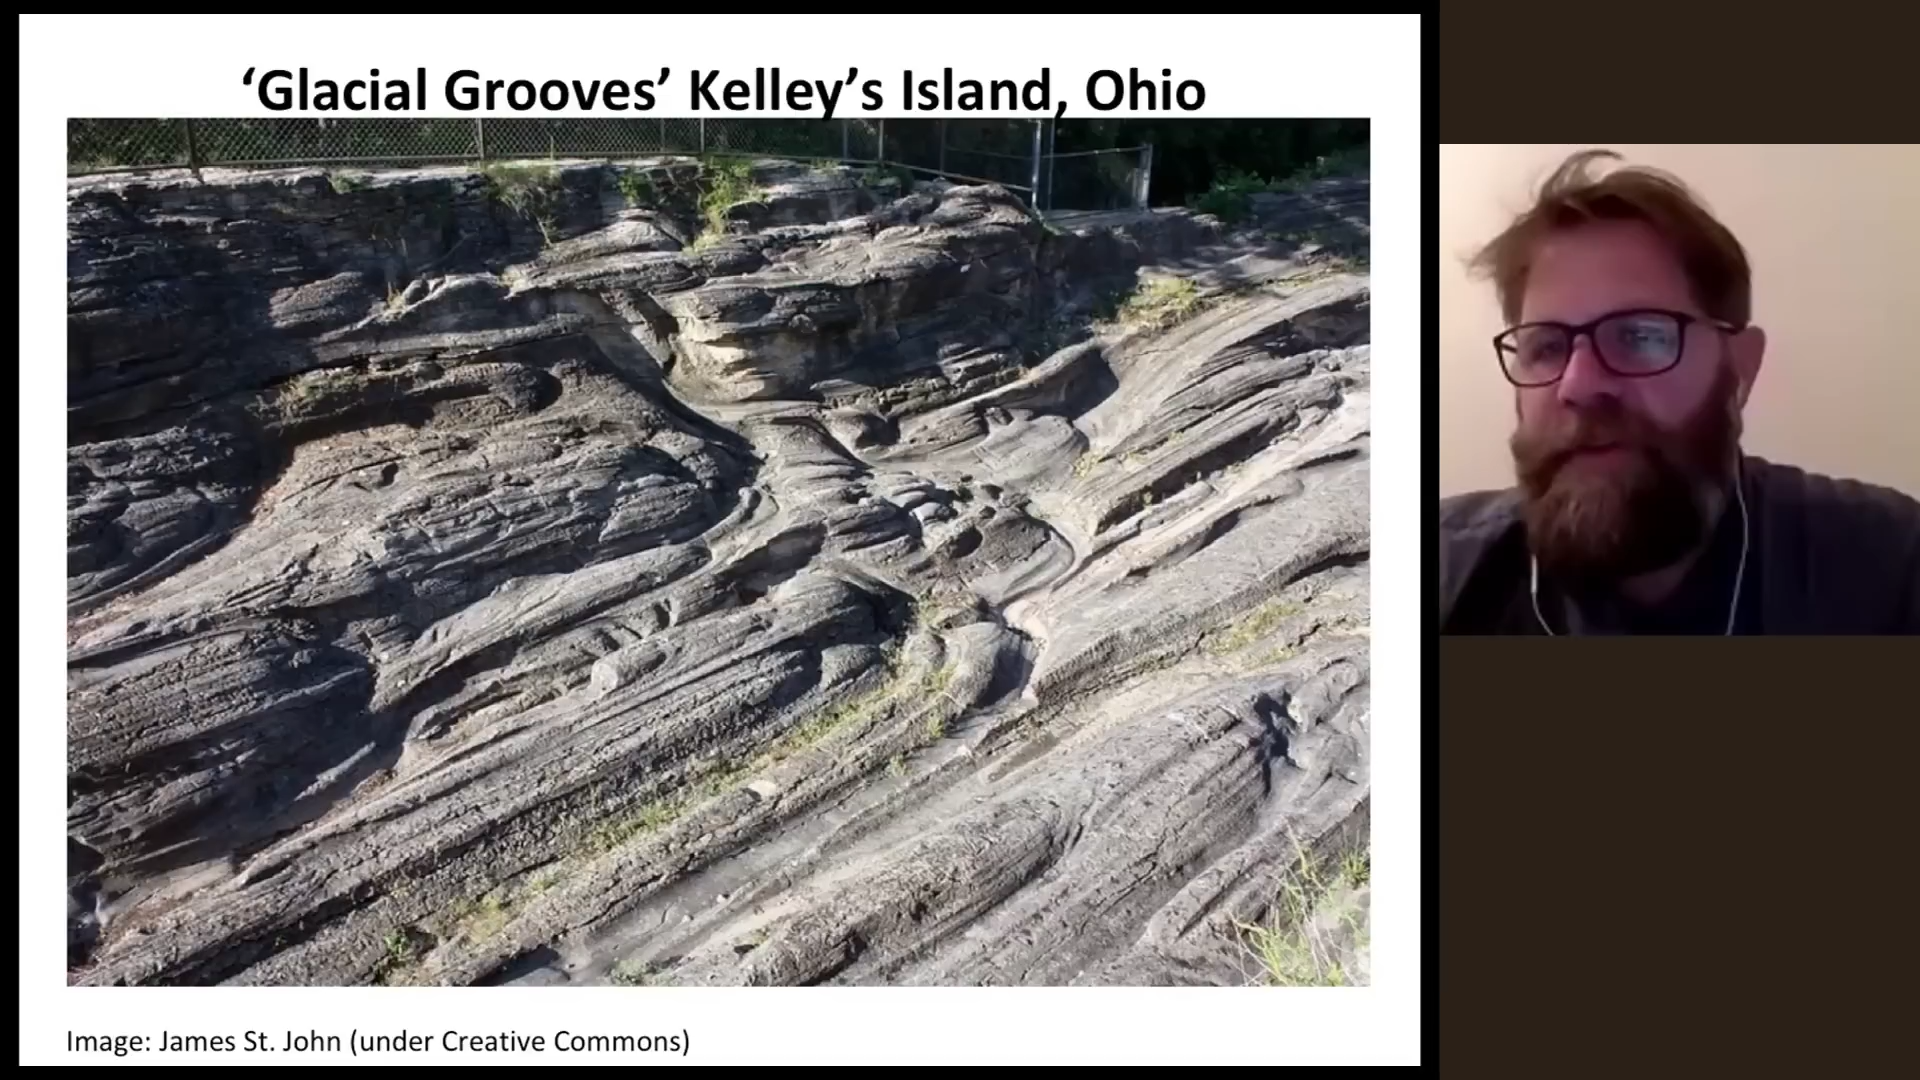 ‘Glacial Grooves’ Kelley’s Island, Ohio
Image: James St. John (under Creative Commons)